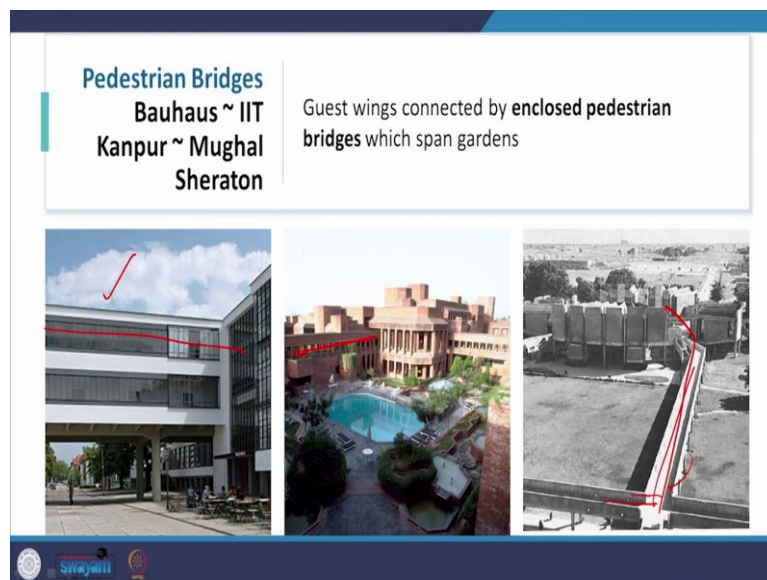 Pedestrian Bridges
Bauhaus ~ IIT
Kanpur ~ Mughal
Sheraton
Guest wings connected by enclosed pedestrian
bridges which span gardens
swayam